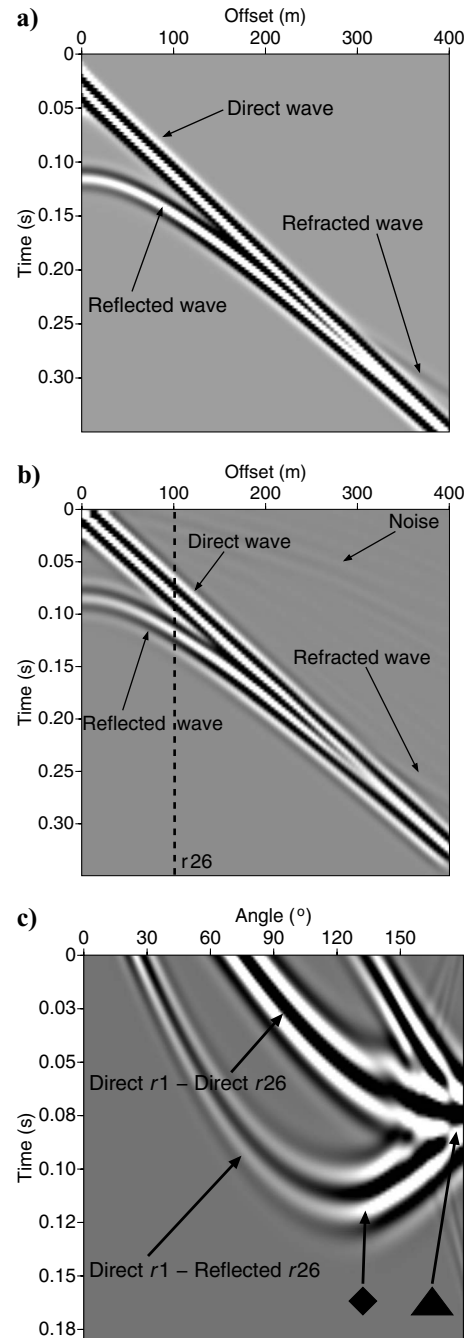 a)
Offset (m)
0 100 200 300 400
Time (s)
0
0.05
0.10
0.15
0.20
0.25
0.30
Direct wave
Refracted wave
Reflected wave
b)
Offset (m)
0 100 200 300 400
Time (s)
0
0.05
0.10
0.15
0.20
0.25
0.30
Noise
Direct wave
Refracted wave
Reflected wave
r26
c)
Angle (°)
0 30 60 90 120 150
Time (s)
0
0.03
0.05
0.08
0.10
0.12
0.15
0.18
Direct r1 – Direct r26
Direct r1 – Reflected r26